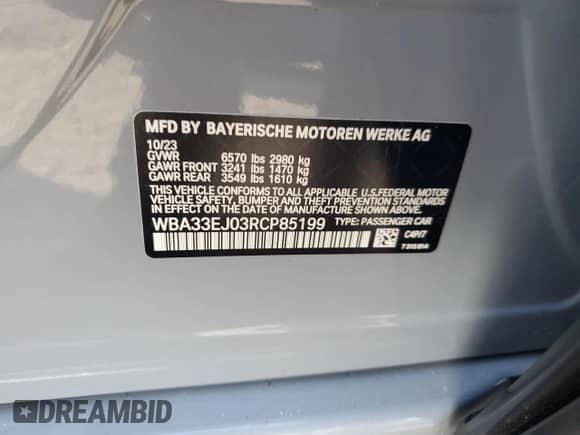 MFD BY BAYERISCHE MOTOREN WERKE AG
10/23
GVWR 6570 lbs 2980 kg
GAWR FRONT 3241 lbs 1470 kg
GAWR REAR 3549 lbs 1610 kg
THIS VEHICLE CONFORMS TO ALL APPLICABLE U.S.FEDERAL MOTOR
VEHICLE SAFETY, BUMPER AND THEFT PREVENTION STANDARDS
IN EFFECT ON THE DATE OF MANUFACTURE SHOWN ABOVE.
WBA33EJ03RCP85199 TYPE: PASSENGER CAR
C4P/7
DREAMBID